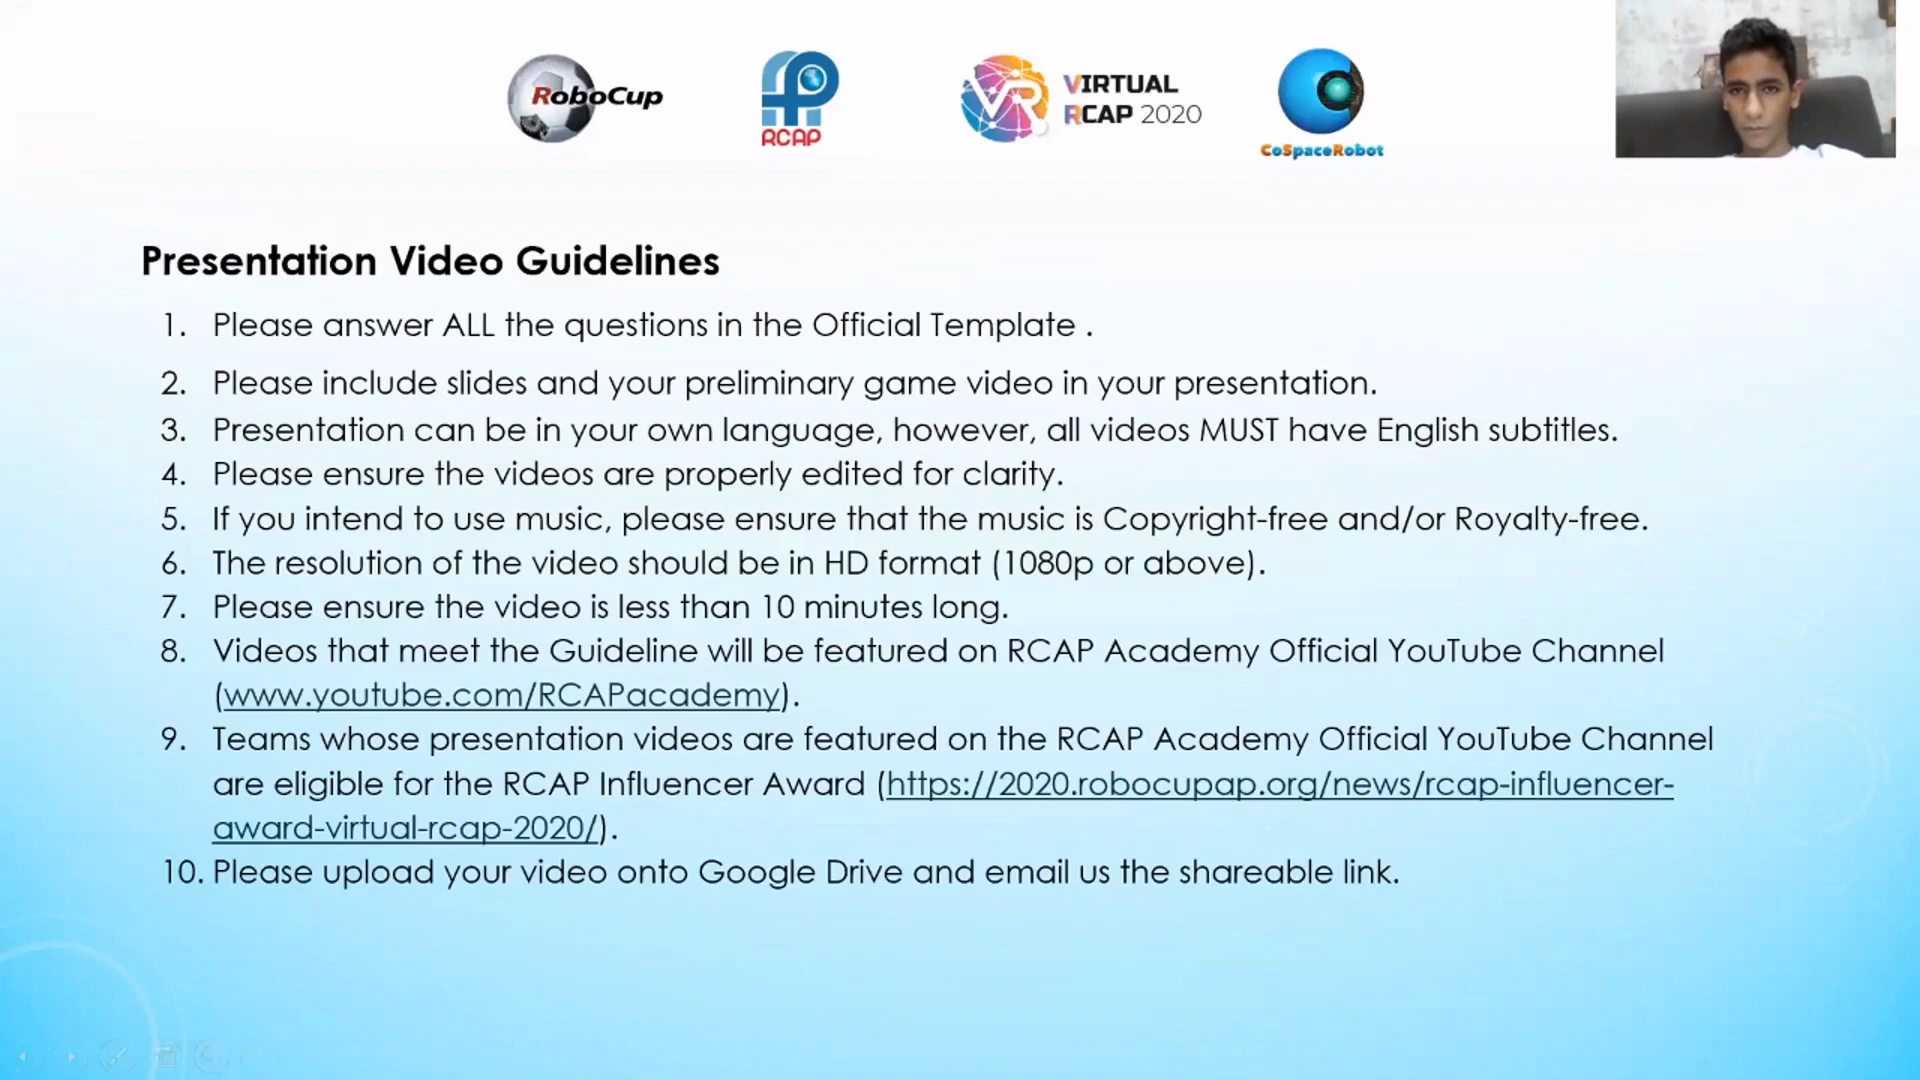 RoboCup
RCAP
VIRTUAL
RCAP 2020
CoSpaceRobot
Presentation Video Guidelines
1. Please answer ALL the questions in the Official Template .
2. Please include slides and your preliminary game video in your presentation.
3. Presentation can be in your own language, however, all videos MUST have English subtitles.
4. Please ensure the videos are properly edited for clarity.
5. If you intend to use music, please ensure that the music is Copyright-free and/or Royalty-free.
6. The resolution of the video should be in HD format (1080p or above).
7. Please ensure the video is less than 10 minutes long.
8. Videos that meet the Guideline will be featured on RCAP Academy Official YouTube Channel
(www.youtube.com/RCAPacademy).
9. Teams whose presentation videos are featured on the RCAP Academy Official YouTube Channel
are eligible for the RCAP Influencer Award (https://2020.robocupap.org/news/rcap-influencer-
award-virtual-rcap-2020/).
10. Please upload your video onto Google Drive and email us the shareable link.